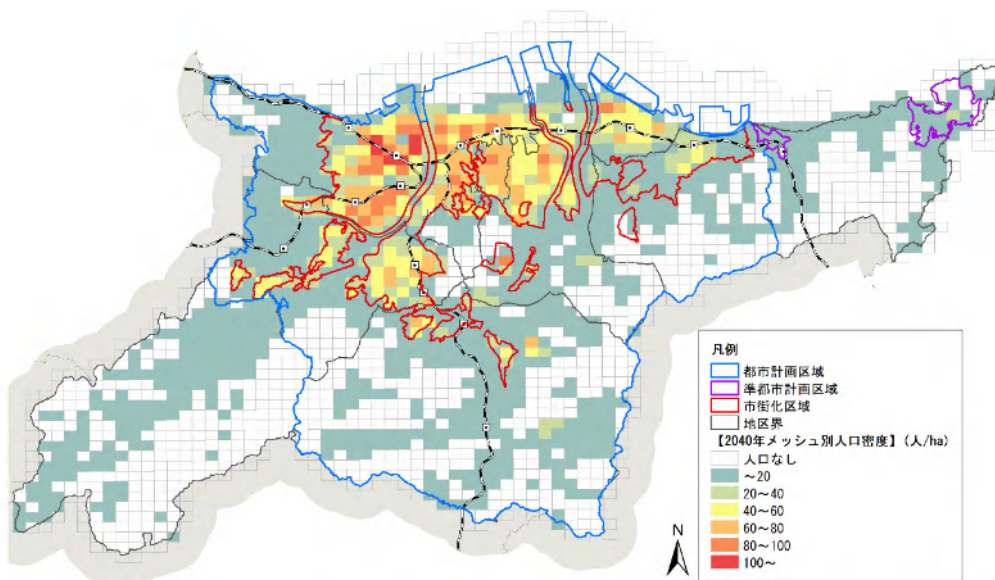 凡例
都市計画区域
準都市計画区域
市街化区域
地区界
【2040年メッシュ別人口密度】(人/ha)
人口なし
~20
20~40
40~60
60~80
80~100
100~
N